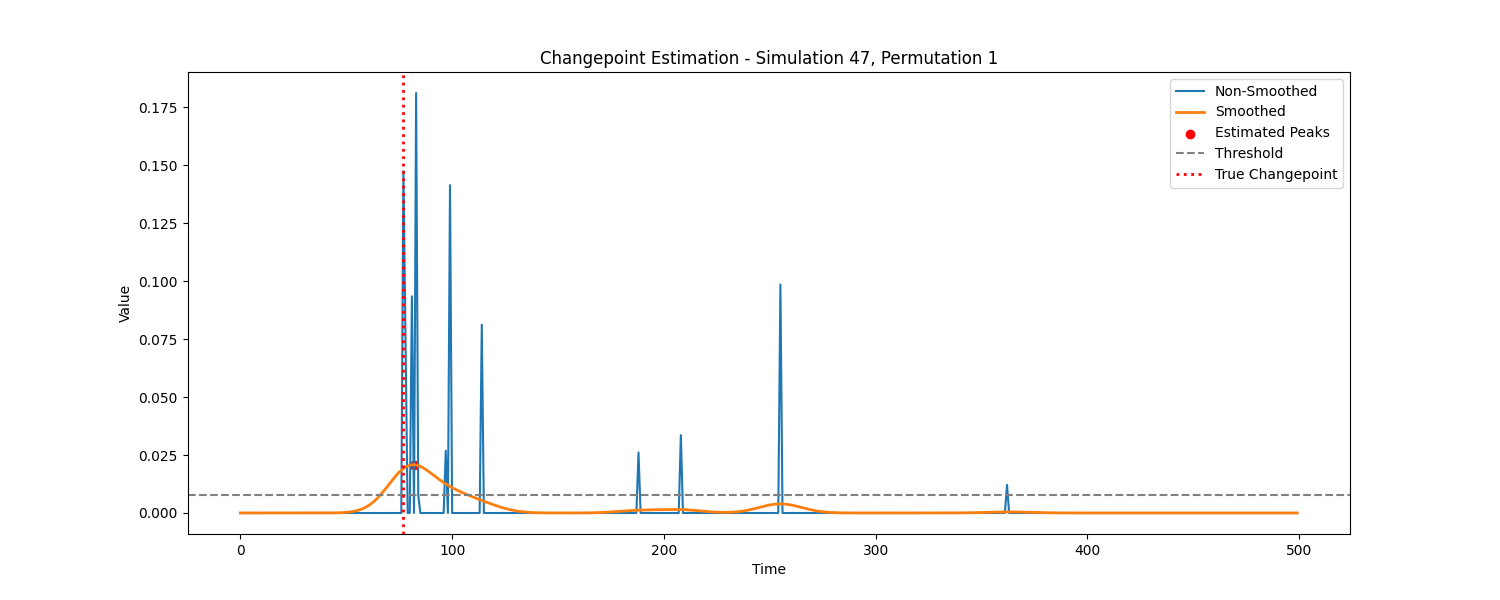 Changepoint Estimation - Simulation 47, Permutation 1
Non-Smoothed
Smoothed
Estimated Peaks
Threshold
True Changepoint
0.175
0.150
0.125
0.100
0.075
0.050
0.025
0.000
Value
0 100 200 300 400 500
Time